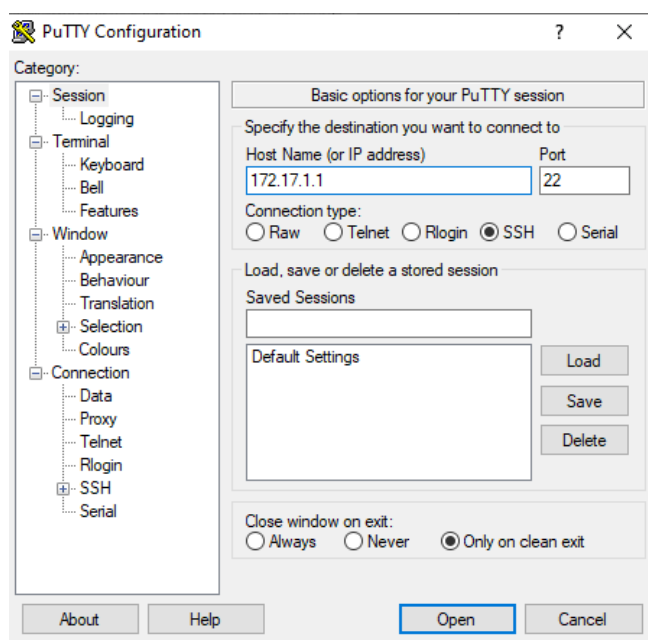 PuTTY Configuration
?
Category:
Session
Logging
Terminal
Keyboard
Bell
Features
Window
Appearance
Behaviour
Translation
Selection
Colours
Connection
Data
Proxy
Telnet
Rlogin
SSH
Serial
Basic options for your PuTTY session
Specify the destination you want to connect to
Host Name (or IP address) Port
172.17.1.1 22
Connection type:
Raw Telnet Rlogin SSH Serial
Load, save or delete a stored session
Saved Sessions
Default Settings
Load
Save
Delete
Close window on exit:
Always Never Only on clean exit
About Help Open Cancel